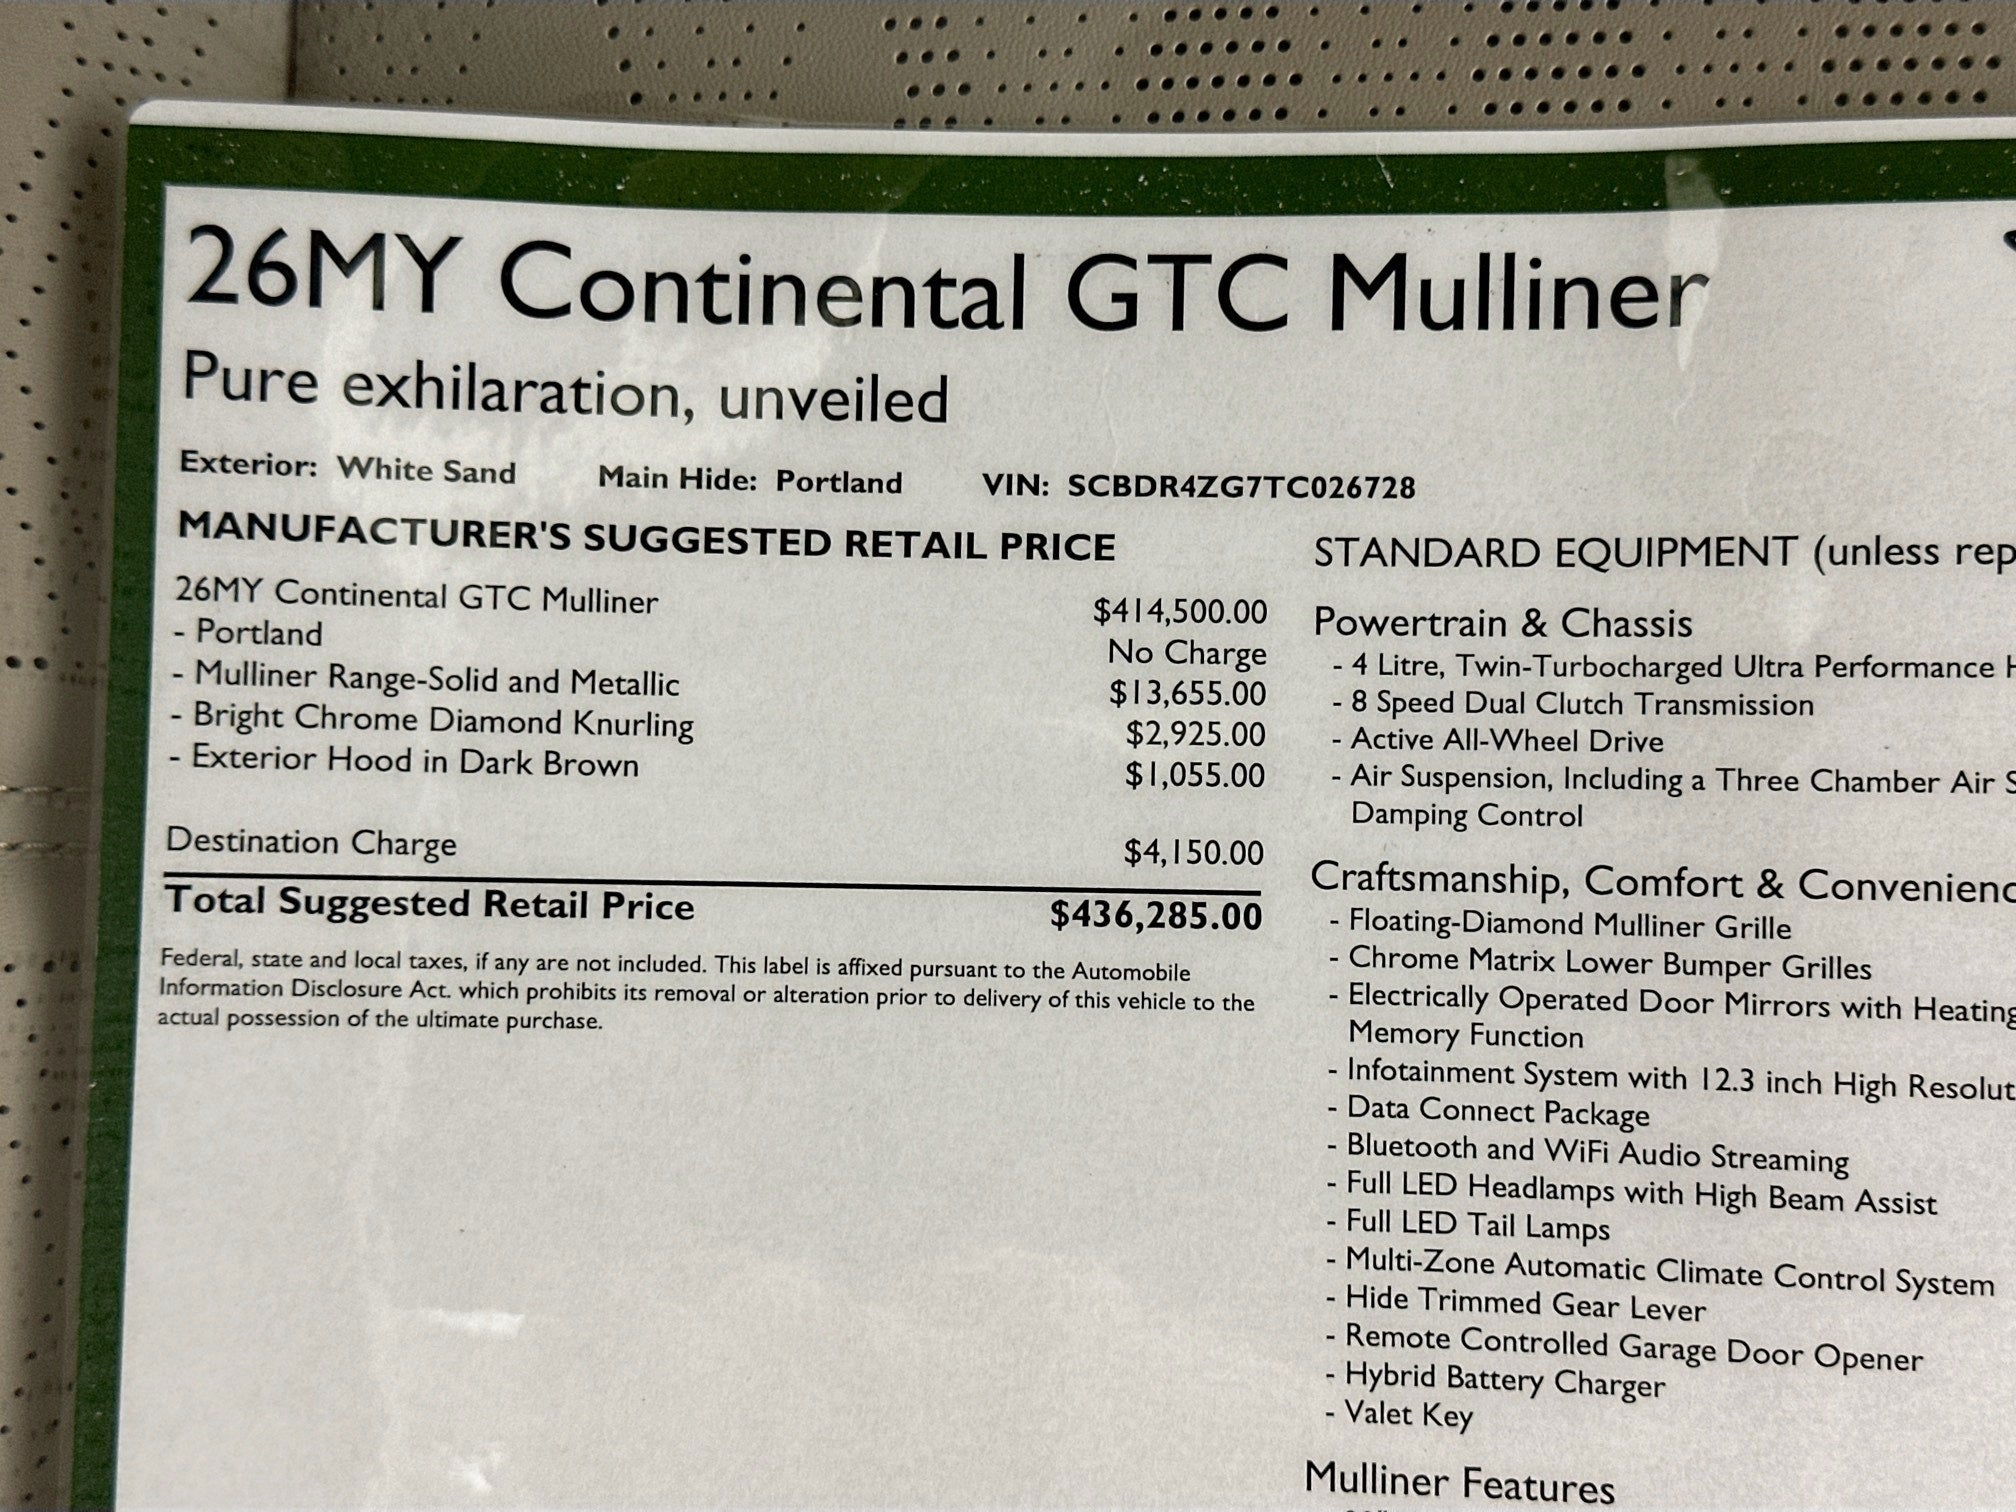 26MY Continental GTC Mulliner
Pure exhilaration, unveiled
Exterior: White Sand Main Hide: Portland VIN: SCBDR4ZG7TC026728
MANUFACTURER'S SUGGESTED RETAIL PRICE
26MY Continental GTC Mulliner $414,500.00
- Portland No Charge
- Mulliner Range-Solid and Metallic $13,655.00
- Bright Chrome Diamond Knurling $2,925.00
- Exterior Hood in Dark Brown $1,055.00
Destination Charge $4,150.00
Total Suggested Retail Price $436,285.00
Federal, state and local taxes, if any are not included. This label is affixed pursuant to the Automobile
Information Disclosure Act. which prohibits its removal or alteration prior to delivery of this vehicle to the
actual possession of the ultimate purchase.
STANDARD EQUIPMENT (unless
Powertrain & Chassis
- 4 Litre, Twin-Turbocharged Ultra Performance
- 8 Speed Dual Clutch Transmission
- Active All-Wheel Drive
- Air Suspension, Including a Three Chamber Air
Damping Control
Craftsmanship, Comfort &
- Floating-Diamond Mulliner Grille
- Chrome Matrix Lower Bumper Grilles
- Electrically Operated Door Mirrors with Heating
Memory Function
- Infotainment System with 12.3 inch High
- Data Connect Package
- Bluetooth and WiFi Audio Streaming
- Full LED Headlamps with High Beam Assist
- Full LED Tail Lamps
- Multi-Zone Automatic Climate Control System
- Hide Trimmed Gear Lever
- Remote Controlled Garage Door Opener
- Hybrid Battery Charger
- Valet Key
Mulliner Features